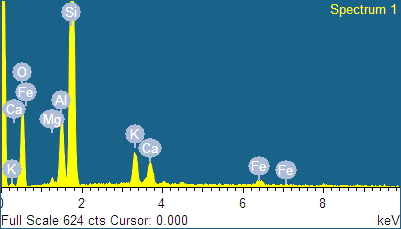 Spectrum 1
Si
O
Fe
Al
Ca
Mg
K
Ca
K
Fe
Fe
2 4 6 8
Full Scale 624 cts Cursor: 0.000 keV